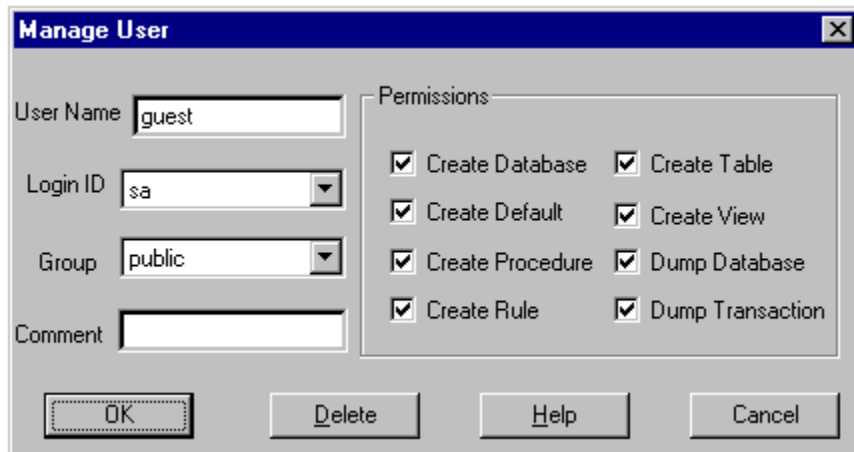 Manage User
User Name guest
Login ID sa
Group public
Comment
Permissions
Create Database Create Table
Create Default Create View
Create Procedure Dump Database
Create Rule Dump Transaction
OK Delete Help Cancel